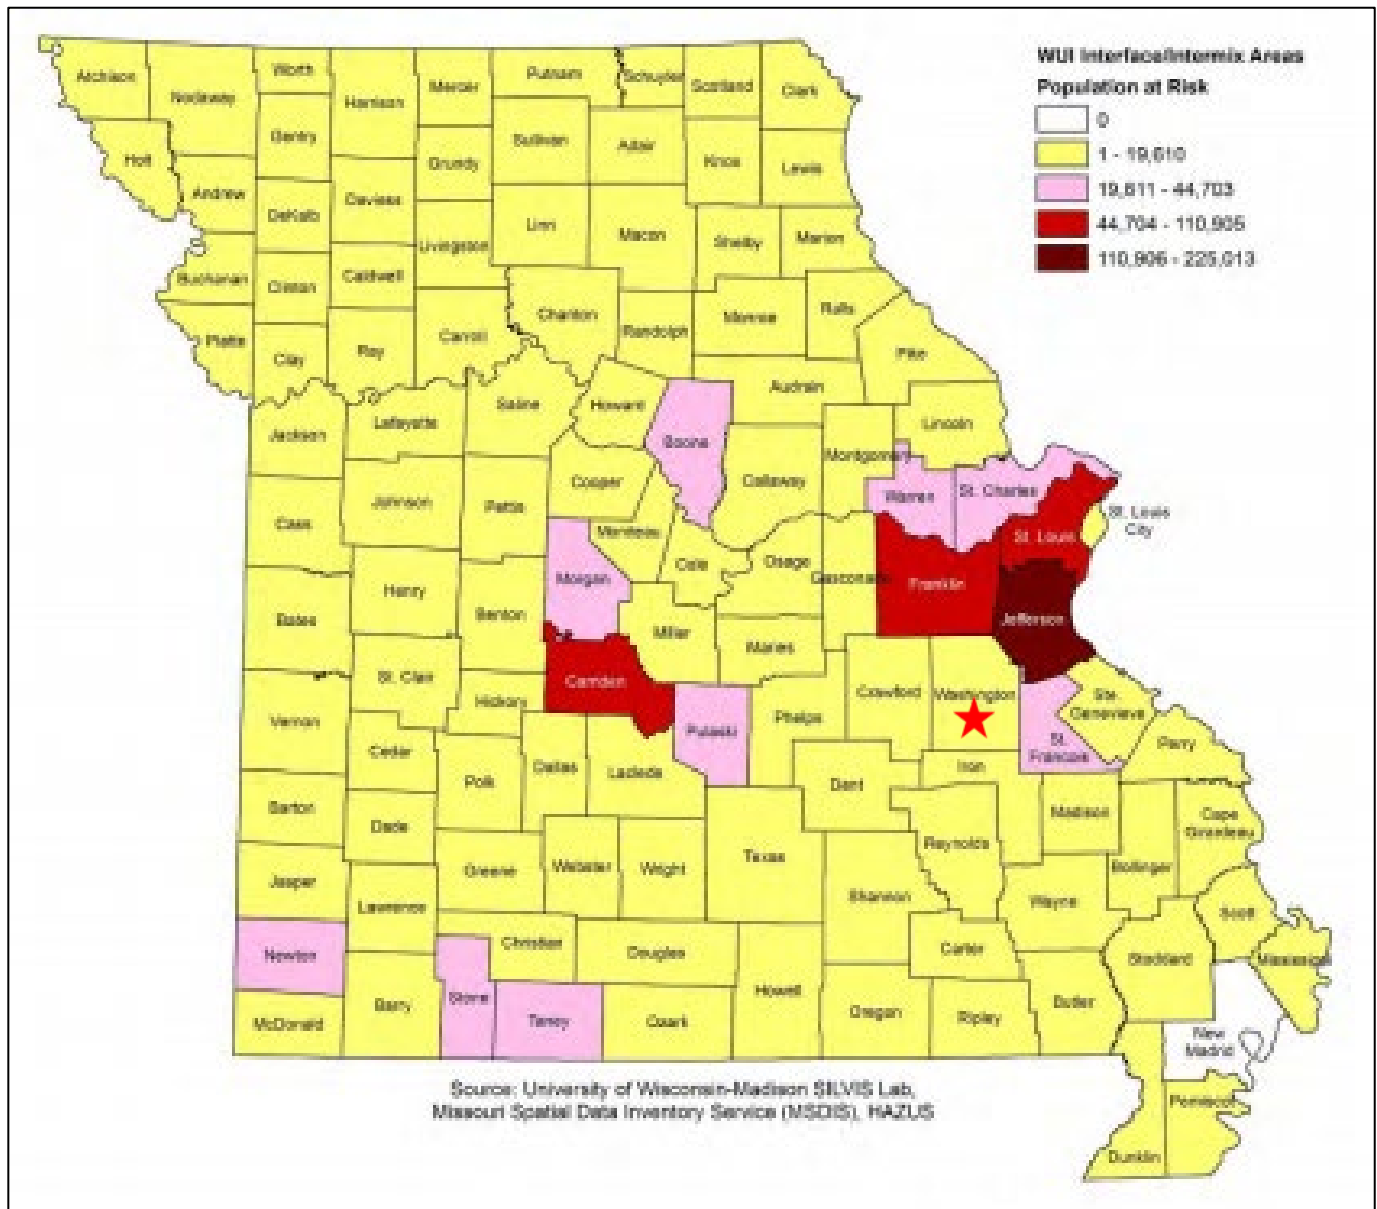 WUI Interface/Intermix Areas
Population at Risk
0
1 - 19,610
19,611 - 44,703
44,704 - 110,905
110,906 - 225,013
Atchison
Nodaway
Worth
Harrison
Mercer
Putnam
Schuyler
Scotland
Clark
Holt
Gentry
Sullivan
Adair
Knox
Lewis
Andrew
Grundy
DeKalb
Daviess
Livingston
Linn
Macon
Shelby
Marion
Buchanan
Clinton
Caldwell
Chariton
Randolph
Monroe
Ralls
Platte
Clay
Ray
Carroll
Pike
Audrain
Saline
Howard
Boone
Lincoln
Jackson
Lafayette
Montgomery
Cooper
Callaway
Warren
St. Charles
Johnson
Pettis
Cass
Moniteau
St. Louis
St. Louis
City
Cole
Osage
Gasconade
Franklin
Morgan
Henry
Benton
Jefferson
Bates
Miller
Maries
St. Clair
Camden
Crawford
Washington
Ste.
Genevieve
Hickory
Vernon
Pulaski
Phelps
St.
Francois
Perry
Cedar
Dallas
Laclede
Iron
Polk
Dent
Barton
Dade
Madison
Cape
Girardeau
Reynolds
Texas
Jasper
Greene
Webster
Wright
Bollinger
Shannon
Lawrence
Wayne
Scott
Christian
Douglas
Carter
Newton
Stoddard
Mississippi
Stone
Howell
Barry
Butler
McDonald
Taney
Ozark
Oregon
Ripley
New
Madrid
Pemiscot
Dunklin
Source: University of Wisconsin-Madison SILVIS Lab,
Missouri Spatial Data Inventory Service (MSDIS), HAZUS